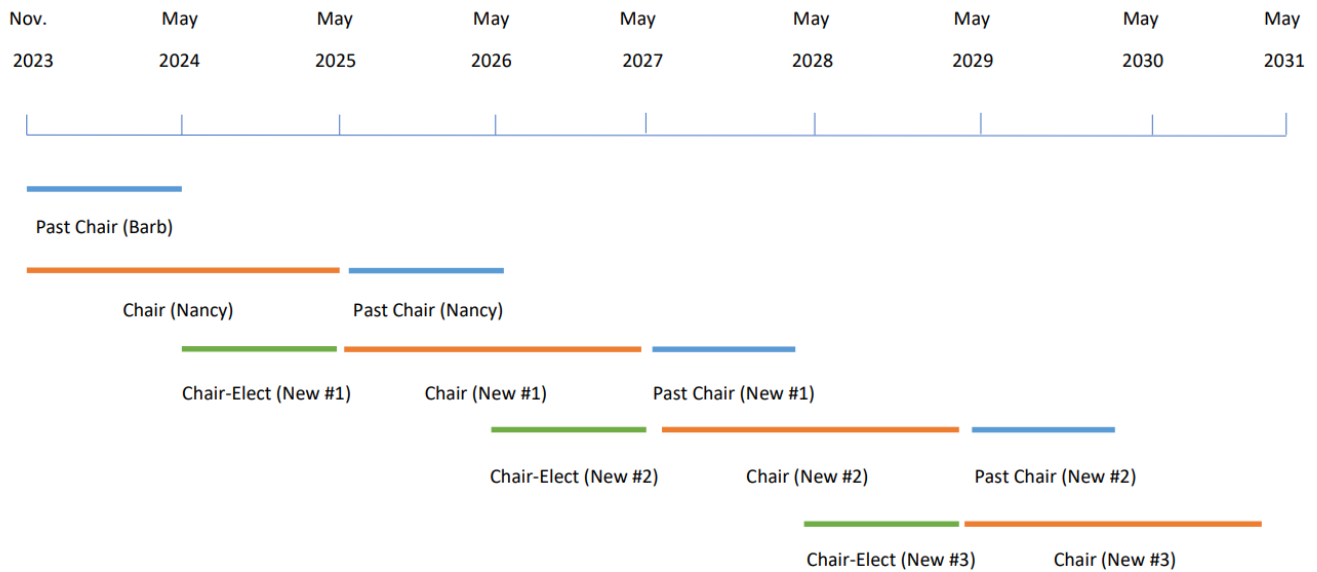 Nov. May May May May May May May May
2023 2024 2025 2026 2027 2028 2029 2030 2031
Past Chair (Barb)
Chair (Nancy) Past Chair (Nancy)
Chair-Elect (New #1) Chair (New #1) Past Chair (New #1)
Chair-Elect (New #2) Chair (New #2) Past Chair (New #2)
Chair-Elect (New #3) Chair (New #3)